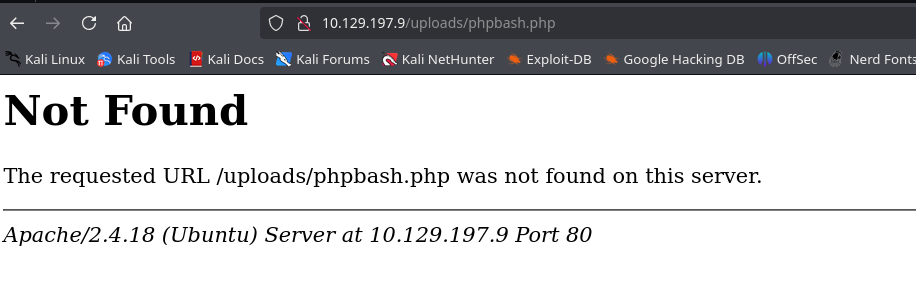 10.129.197.9/uploads/phpbash.php
Kali Linux Kali Tools Kali Docs Kali Forums Kali NetHunter Exploit-DB Google Hacking DB OffSec Nerd Fonts
Not Found
The requested URL /uploads/phpbash.php was not found on this server.
Apache/2.4.18 (Ubuntu) Server at 10.129.197.9 Port 80